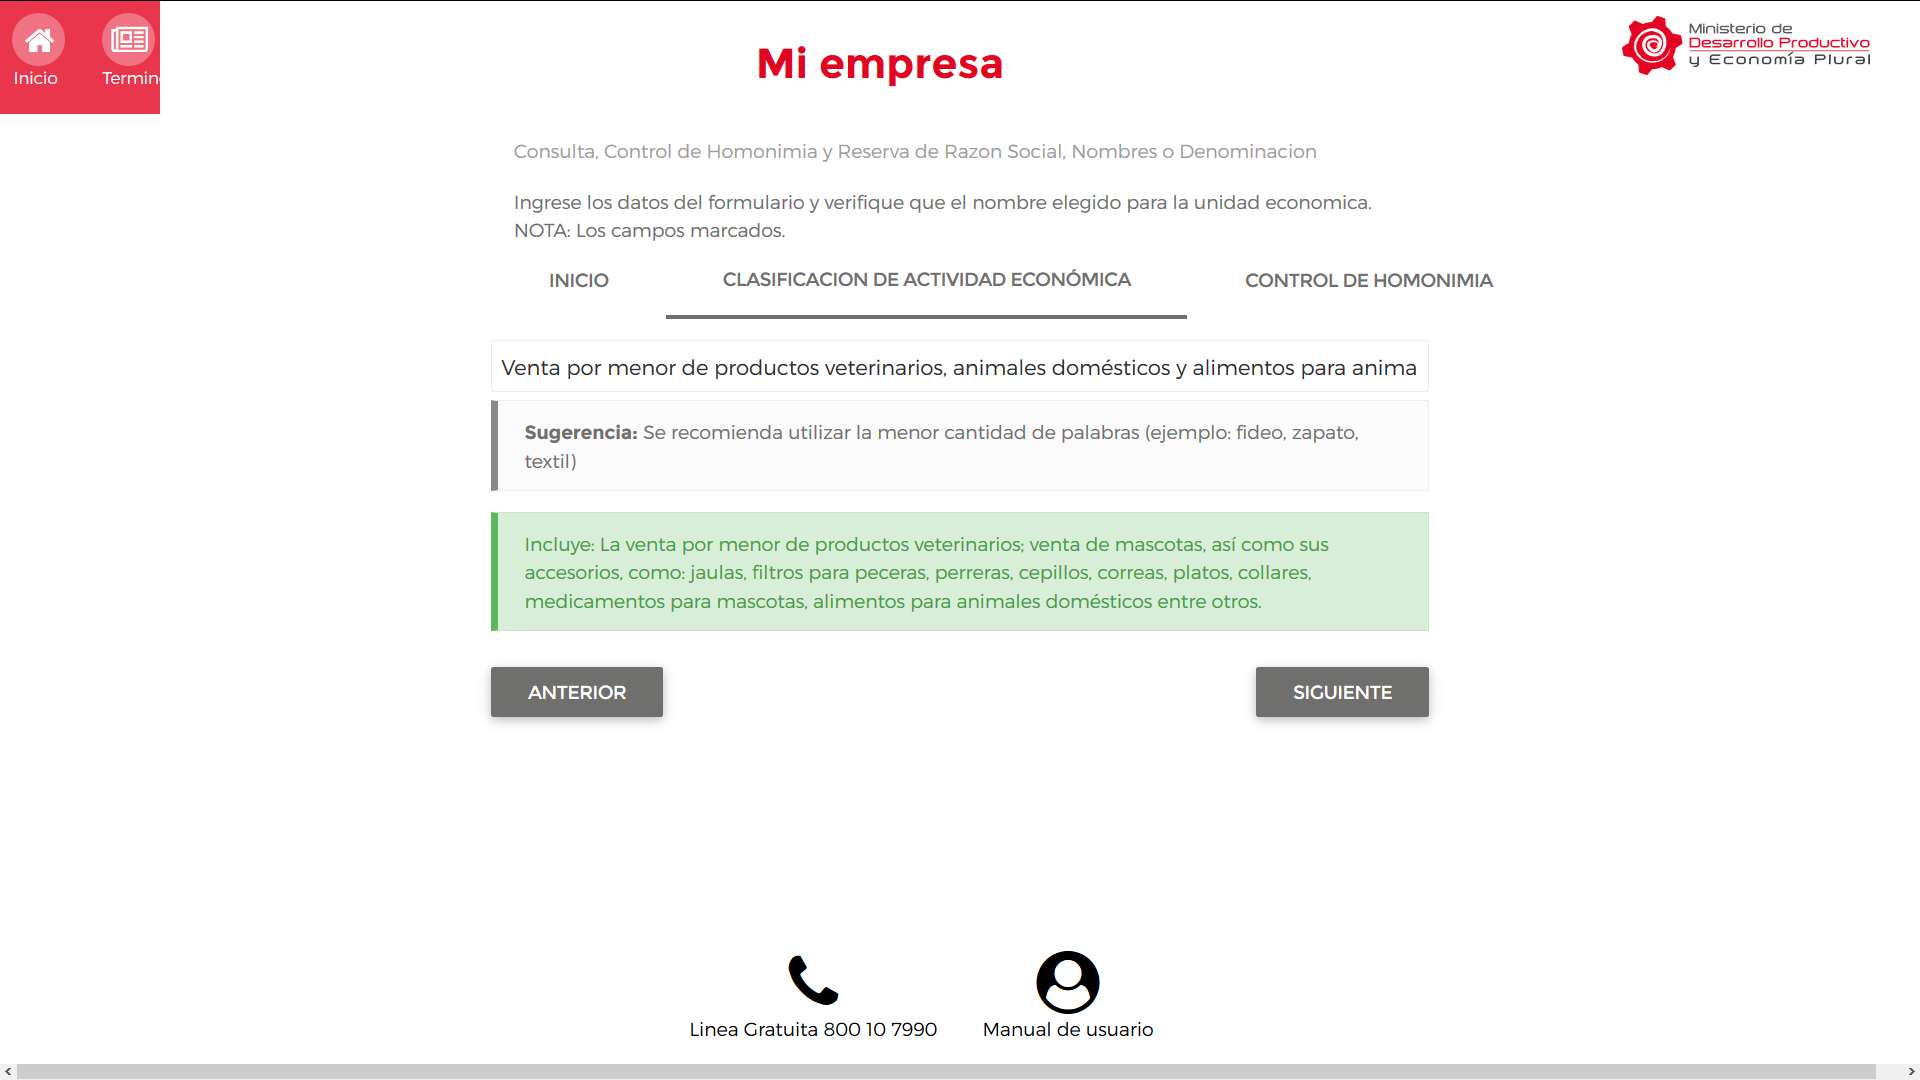 Inicio
Termin
Mi empresa
Ministerio de
Desarrollo Productivo
y Economía Plural
Consulta, Control de Homonimia y Reserva de Razon Social, Nombres o Denominacion
Ingrese los datos del formulario y verifique que el nombre elegido para la unidad economica.
NOTA: Los campos marcados.
INICIO
CLASIFICACION DE ACTIVIDAD ECONÓMICA
CONTROL DE HOMONIMIA
Venta por menor de productos veterinarios, animales domésticos y alimentos para anima
Sugerencia: Se recomienda utilizar la menor cantidad de palabras (ejemplo: fideo, zapato,
textil)
Incluye: La venta por menor de productos veterinarios; venta de mascotas, así como sus
accesorios, como: jaulas, filtros para peceras, perreras, cepillos, correas, platos, collares,
medicamentos para mascotas, alimentos para animales domésticos entre otros.
ANTERIOR
SIGUIENTE
Linea Gratuita 800 10 7990
Manual de usuario